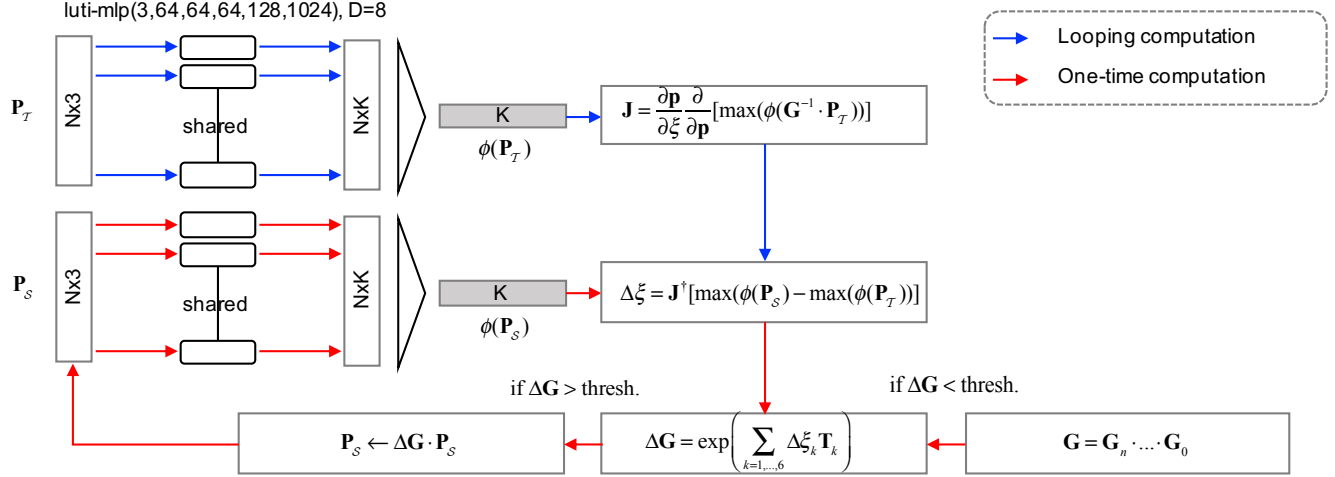 luti-mlp(3,64,64,64,128,1024), D=8
Looping computation
One-time computation
P_T
Nx3
shared
NxK
K
ϕ(P_T)
J = ∂p/∂ξ ∂/∂p [max(ϕ(G⁻¹ · P_T))]
P_S
Nx3
shared
NxK
K
ϕ(P_S)
Δξ = J†[max(ϕ(P_S) − max(ϕ(P_T))]
if ΔG > thresh.
if ΔG < thresh.
P_S ← ΔG · P_S
ΔG = exp(∑_{k=1,...,6} Δξ_k T_k)
G = G_n · ... · G_0